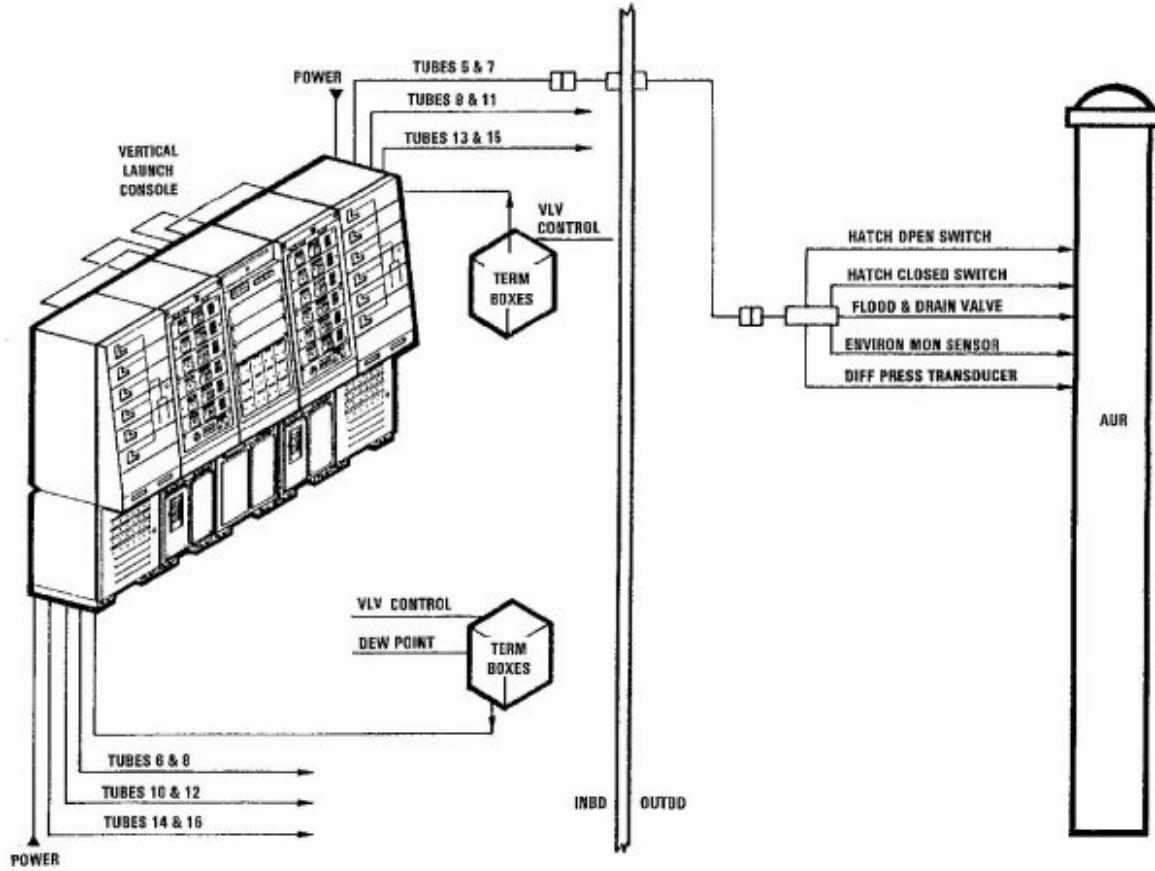 TUBES 5 & 7
POWER
TUBES 9 & 11
TUBES 13 & 15
VERTICAL
LAUNCH
CONSOLE
VLV
CONTROL
TERM
BOXES
HATCH OPEN SWITCH
HATCH CLOSED SWITCH
FLOOD & DRAIN VALVE
ENVIRON MON SENSOR
DIFF PRESS TRANSDUCER
AUR
VLV CONTROL
DEW POINT
TERM
BOXES
TUBES 6 & 8
TUBES 10 & 12
TUBES 14 & 16
INBD
OUTBD
POWER